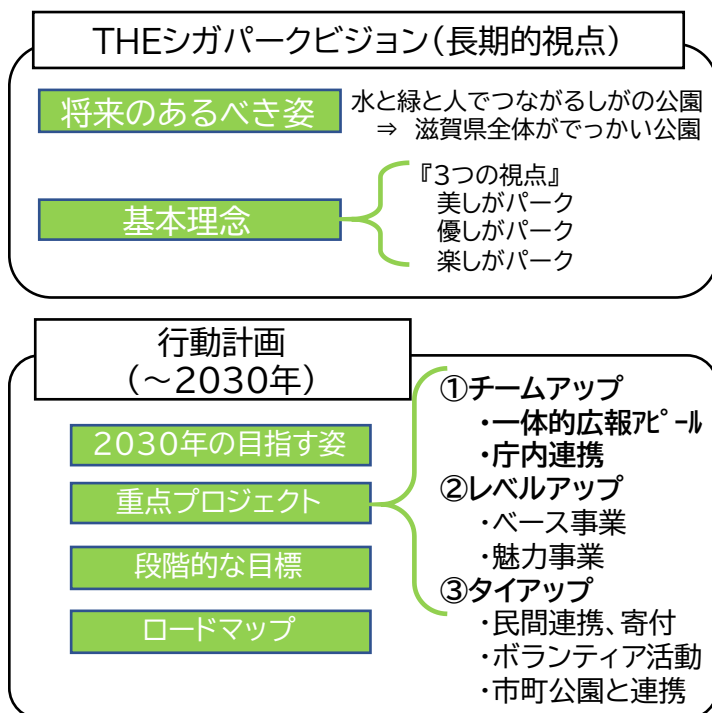 THEシガパークビジョン（長期的視点）
将来のあるべき姿
水と緑と人でつながるしがの公園
⇒ 滋賀県全体がでっかい公園
基本理念
『3つの視点』
美しがパーク
優しがパーク
楽しがパーク
行動計画
（～2030年）
2030年の目指す姿
重点プロジェクト
段階的な目標
ロードマップ
①チームアップ
・一体的広報ｱﾋﾟｰﾙ
・庁内連携
②レベルアップ
・ベース事業
・魅力事業
③タイアップ
・民間連携、寄付
・ボランティア活動
・市町公園と連携